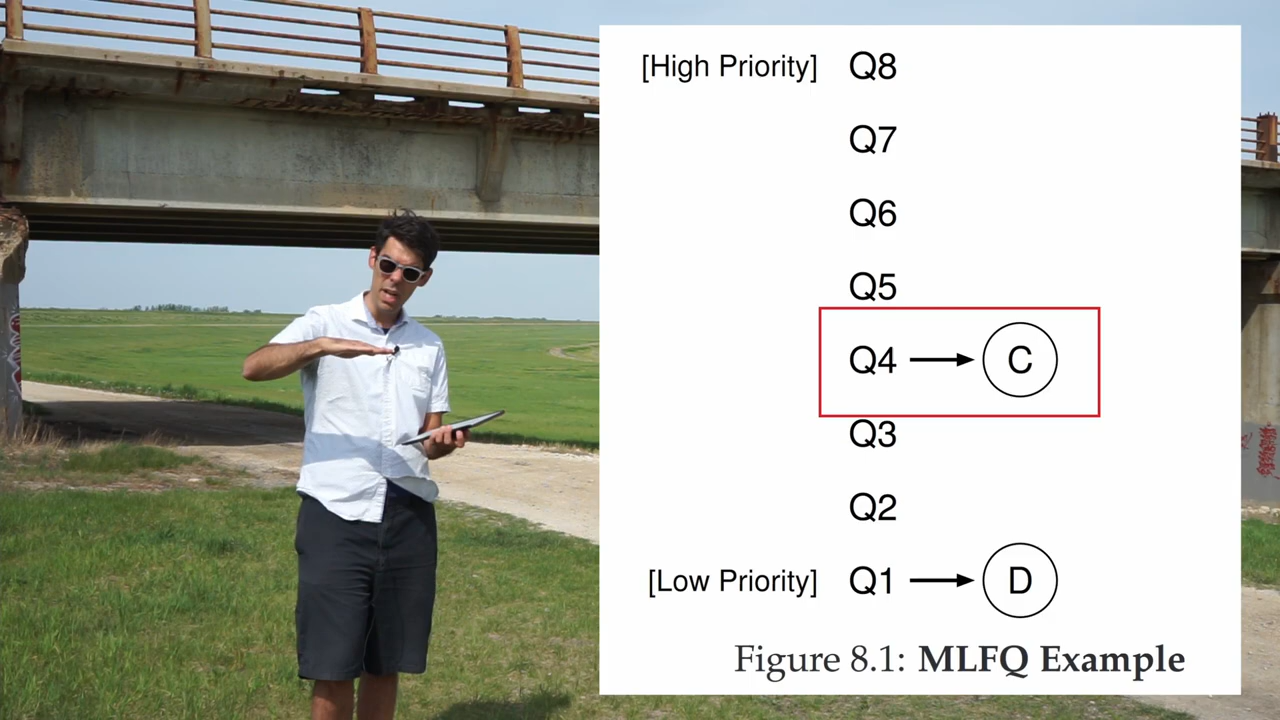 [High Priority] Q8
Q7
Q6
Q5
Q4 C
Q3
Q2
[Low Priority] Q1 D
Figure 8.1: MLFQ Example